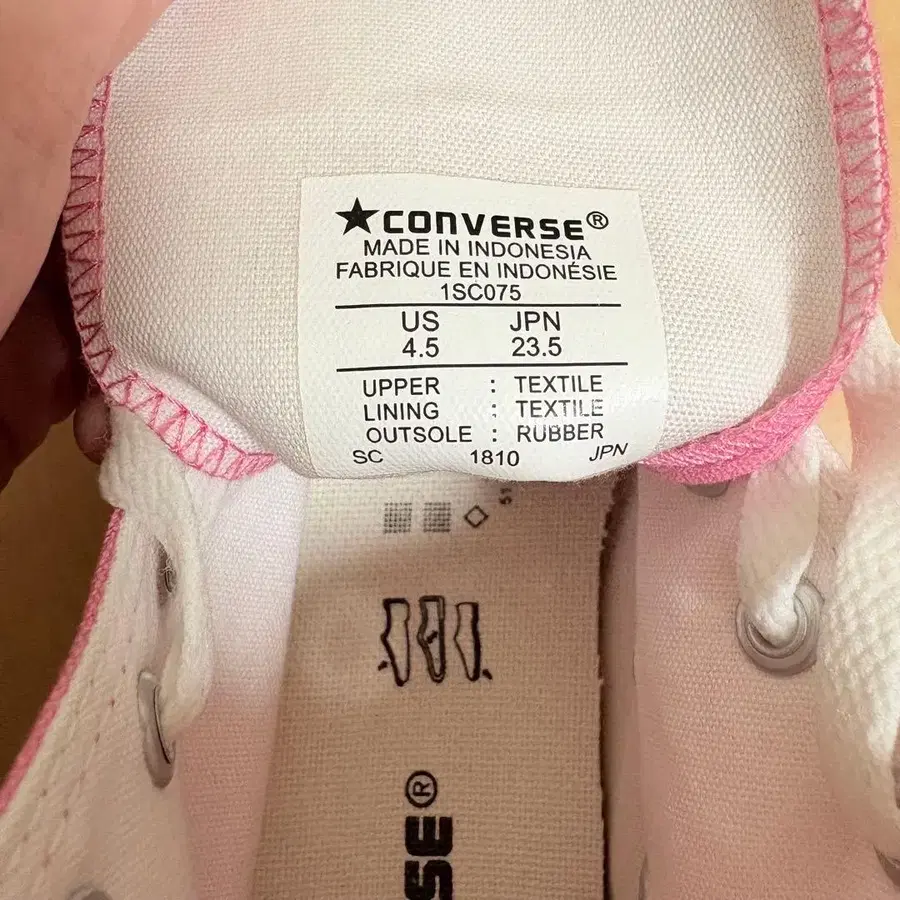 ★CONVERSE®
MADE IN INDONESIA
FABRIQUE EN INDONÉSIE
1SC075
US JPN
4.5 23.5
UPPER : TEXTILE
LINING : TEXTILE
OUTSOLE : RUBBER
SC 1810 JPN
SE®